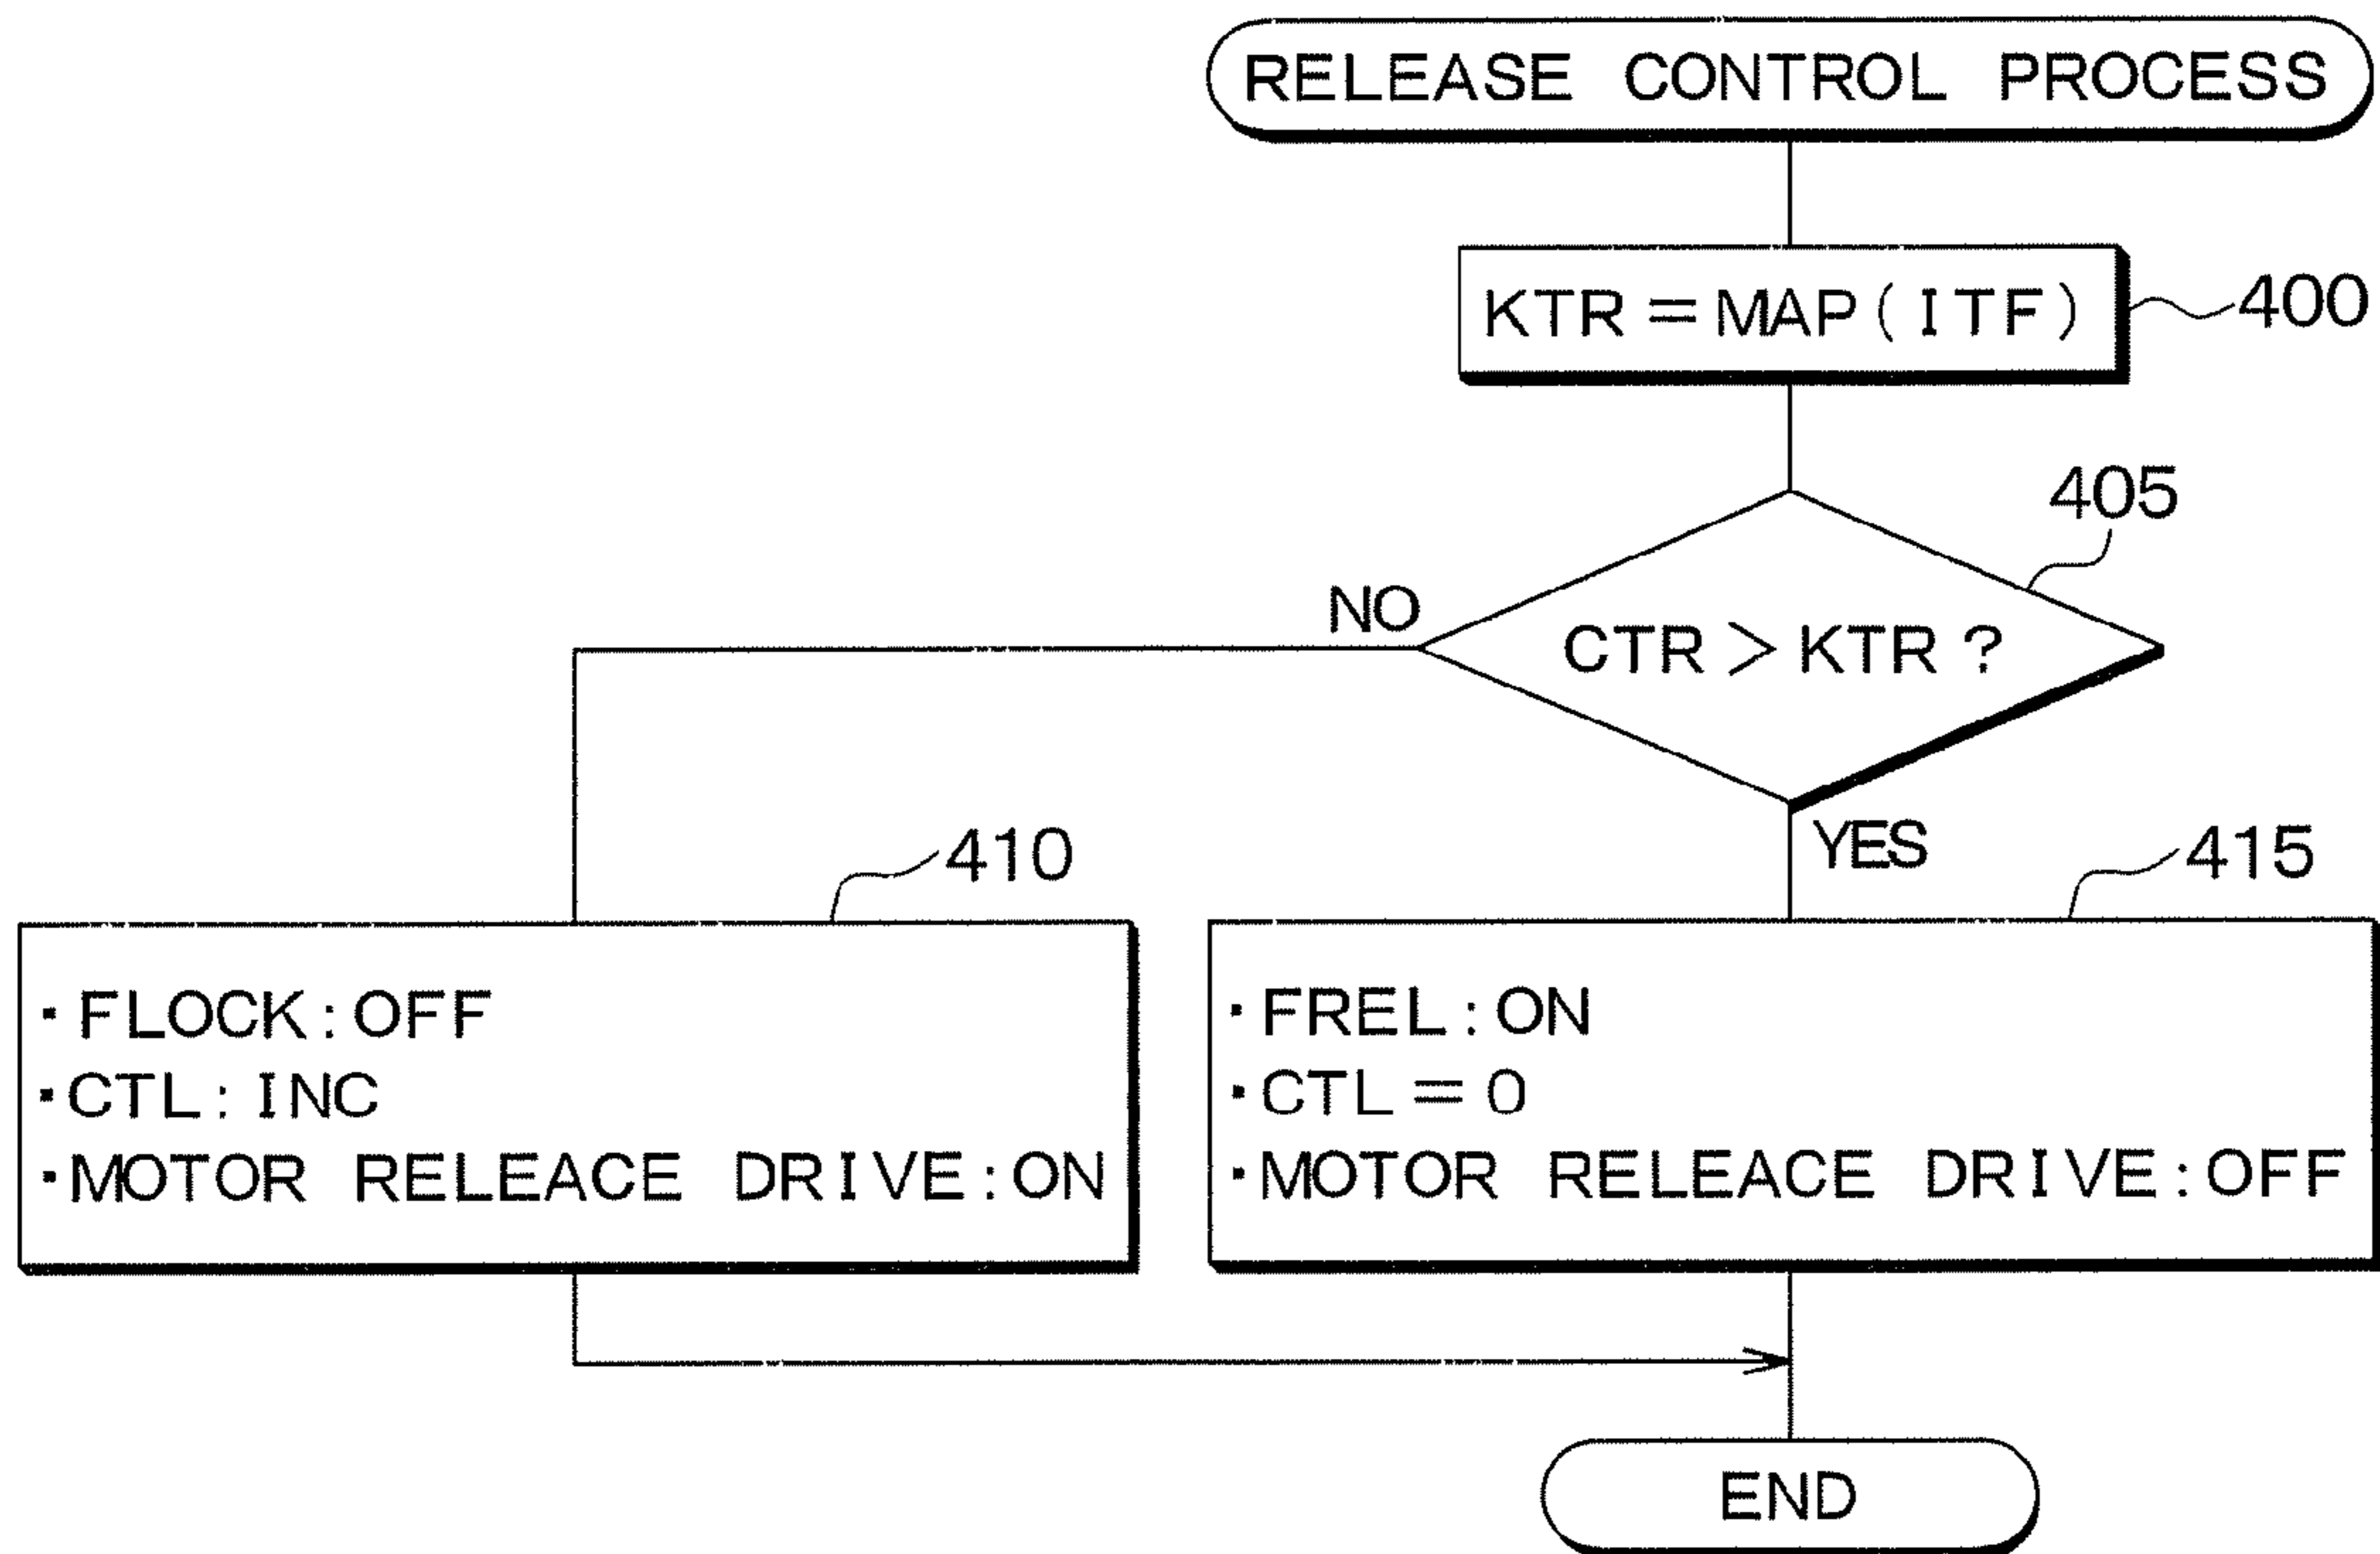 RELEASE CONTROL PROCESS
KTR=MAP(ITF)
400
405
NO
CTR>KTR?
YES
410
415
・FLOCK:OFF
・CTL:INC
・MOTOR RELEACE DRIVE:ON
・FREL:ON
・CTL=0
・MOTOR RELEACE DRIVE:OFF
END